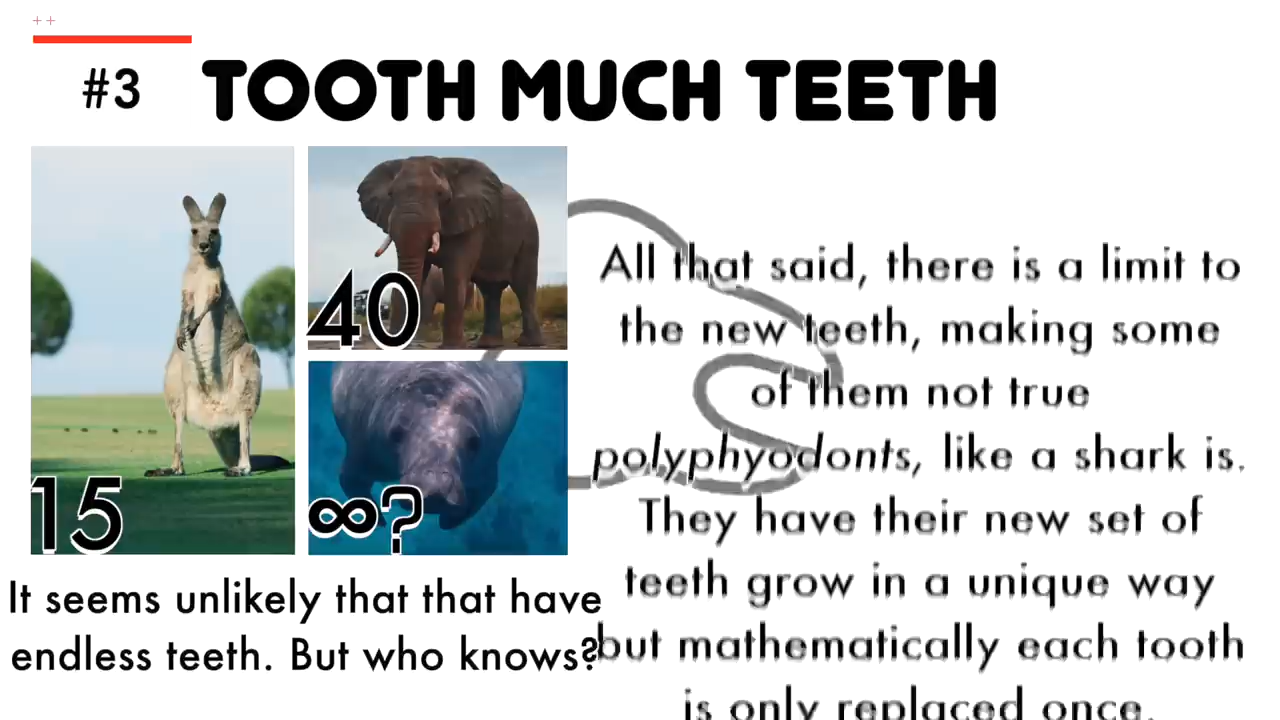 ++
#3 TOOTH MUCH TEETH
15
40
∞?
It seems unlikely that that have
endless teeth. But who knows?
All that said, there is a limit to
the new teeth, making some
of them not true
polyphyodonts, like a shark is.
They have their new set of
teeth grow in a unique way
but mathematically each tooth
is only replaced once.